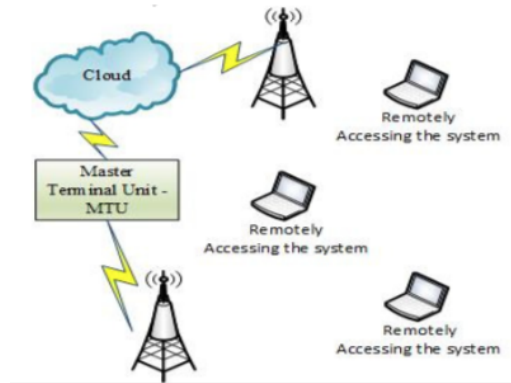 Cloud
Remotely
Accessing the system
Master
Terminal Unit -
MTU
Remotely
Accessing the system
Remotely
Accessing the system